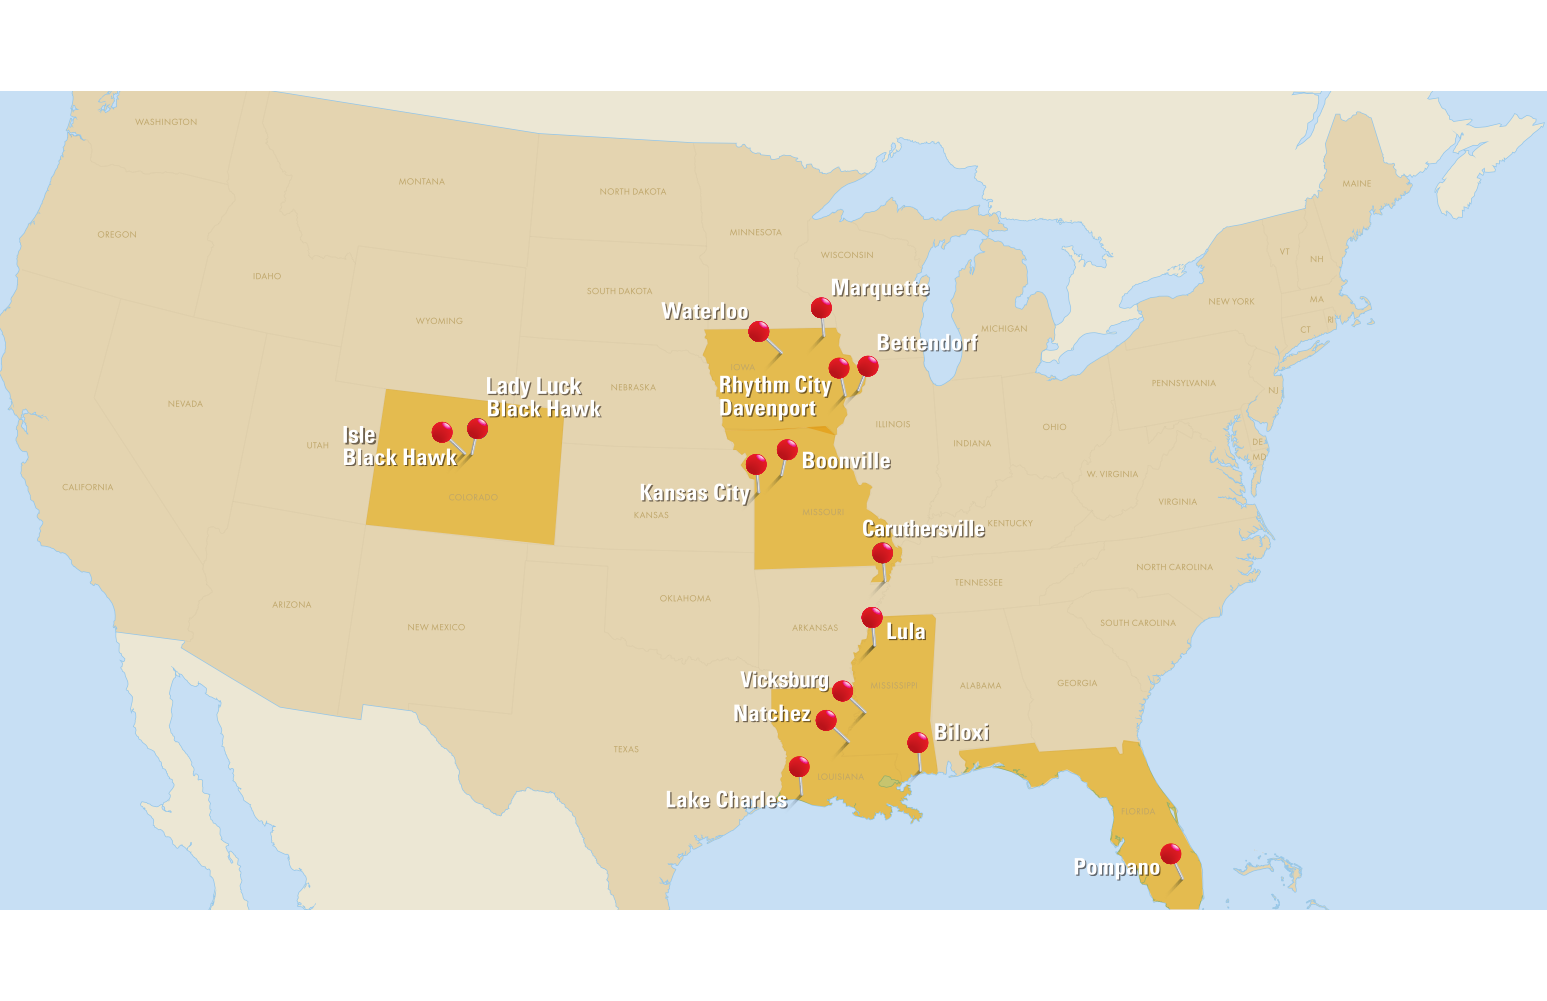 WASHINGTON
MONTANA
NORTH DAKOTA
MINNESOTA
MAINE
OREGON
IDAHO
WISCONSIN
VT
NH
SOUTH DAKOTA
Marquette
WYOMING
Waterloo
NEW YORK
MA
RI
CT
MICHIGAN
Bettendorf
IOWA
NEBRASKA
Rhythm City
Davenport
PENNSYLVANIA
NJ
Lady Luck
Black Hawk
NEVADA
UTAH
Isle
Black Hawk
ILLINOIS
INDIANA
OHIO
DE
MD
Boonville
W. VIRGINIA
CALIFORNIA
COLORADO
Kansas City
KANSAS
MISSOURI
VIRGINIA
Caruthersville
KENTUCKY
NORTH CAROLINA
TENNESSEE
ARIZONA
NEW MEXICO
OKLAHOMA
ARKANSAS
Lula
SOUTH CAROLINA
Vicksburg
MISSISSIPPI
ALABAMA
GEORGIA
Natchez
Biloxi
TEXAS
LOUISIANA
Lake Charles
FLORIDA
Pompano